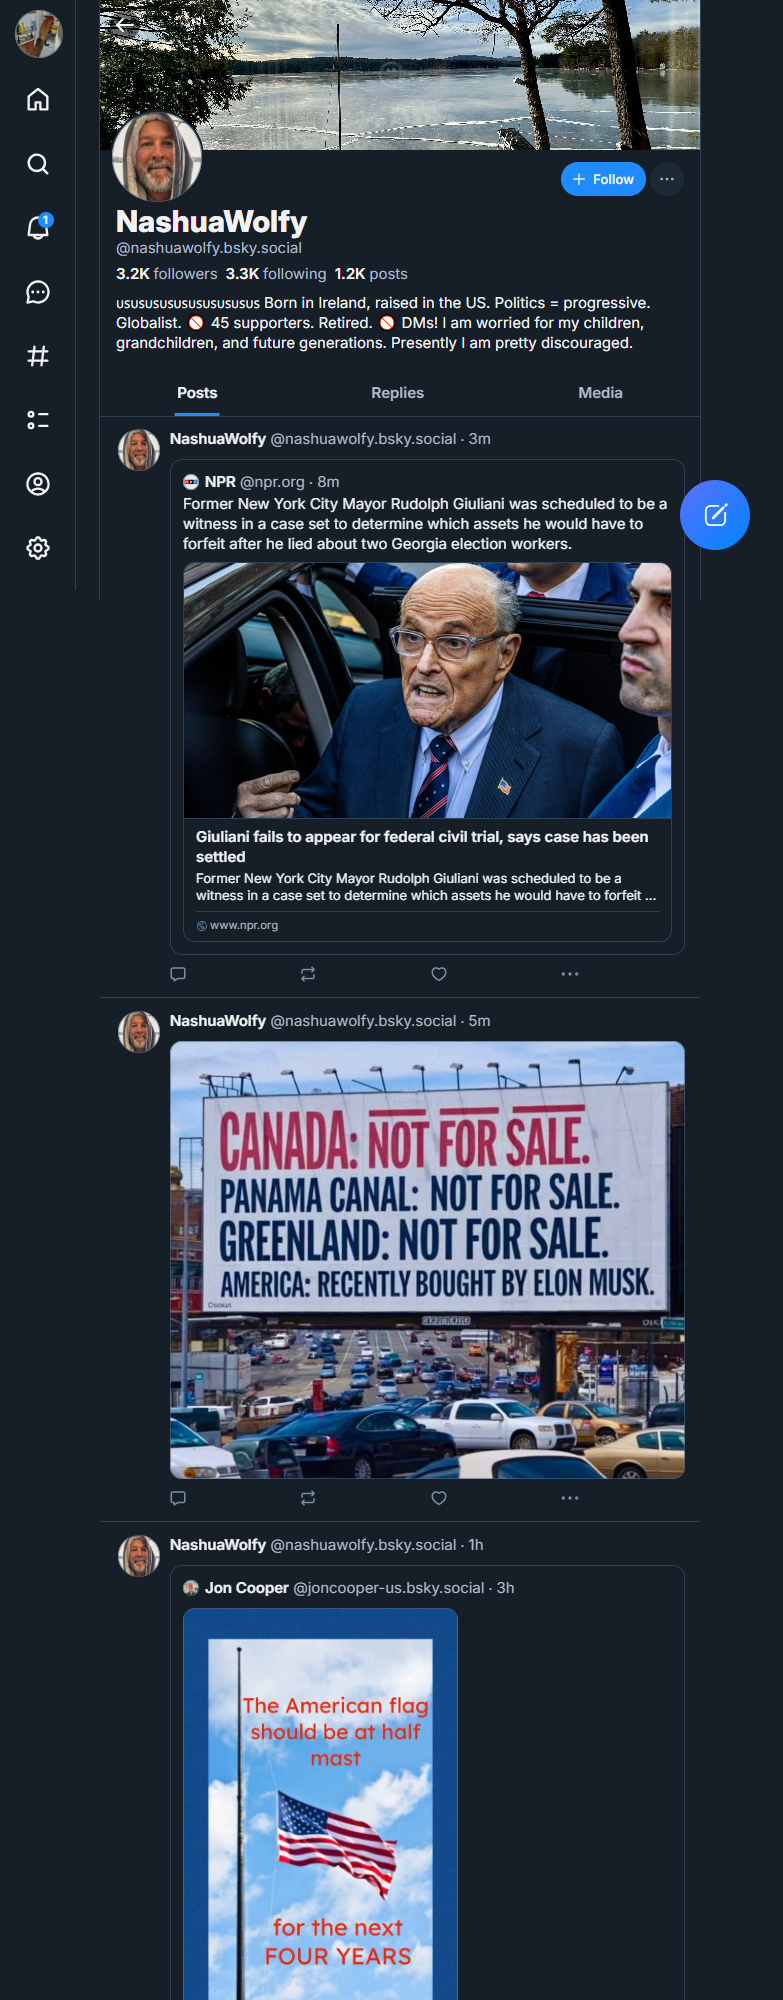 1
+ Follow
NashuaWolfy
@nashuawolfy.bsky.social
3.2K followers 3.3K following 1.2K posts
ususususususususususus Born in Ireland, raised in the US. Politics = progressive.
Globalist. 🚫 45 supporters. Retired. 🚫 DMs! I am worried for my children,
grandchildren, and future generations. Presently I am pretty discouraged.
Posts Replies Media
NashuaWolfy @nashuawolfy.bsky.social · 3m
NPR @npr.org · 8m
Former New York City Mayor Rudolph Giuliani was scheduled to be a
witness in a case set to determine which assets he would have to
forfeit after he lied about two Georgia election workers.
Giuliani fails to appear for federal civil trial, says case has been
settled
Former New York City Mayor Rudolph Giuliani was scheduled to be a
witness in a case set to determine which assets he would have to forfeit ...
www.npr.org
NashuaWolfy @nashuawolfy.bsky.social · 5m
CANADA: NOT FOR SALE.
PANAMA CANAL: NOT FOR SALE.
GREENLAND: NOT FOR SALE.
AMERICA: RECENTLY BOUGHT BY ELON MUSK.
NashuaWolfy @nashuawolfy.bsky.social · 1h
Jon Cooper @joncooper-us.bsky.social · 3h
The American flag
should be at half
mast
for the next
FOUR YEARS